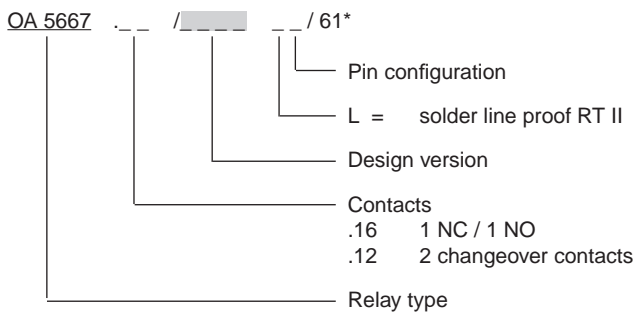 OA 5667 ._ _ /_ _ _ _ _ _ / 61*
Pin configuration
L = solder line proof RT II
Design version
Contacts
.16 1 NC / 1 NO
.12 2 changeover contacts
Relay type